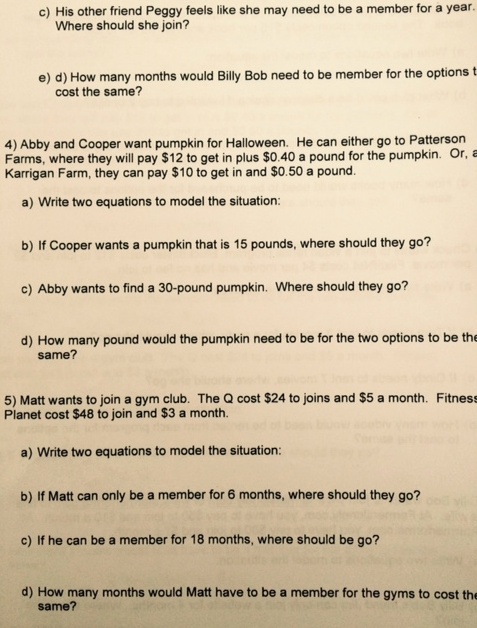 c) His other friend Peggy feels like she may need to be a member for a year.
Where should she join?
e) d) How many months would Billy Bob need to be member for the options t
cost the same?
4) Abby and Cooper want pumpkin for Halloween. He can either go to Patterson
Farms, where they will pay $12 to get in plus $0.40 a pound for the pumpkin. Or, a
Karrigan Farm, they can pay $10 to get in and $0.50 a pound.
a) Write two equations to model the situation:
b) If Cooper wants a pumpkin that is 15 pounds, where should they go?
c) Abby wants to find a 30-pound pumpkin. Where should they go?
d) How many pound would the pumpkin need to be for the two options to be the
same?
5) Matt wants to join a gym club. The Q cost $24 to joins and $5 a month. Fitness
Planet cost $48 to join and $3 a month.
a) Write two equations to model the situation:
b) If Matt can only be a member for 6 months, where should they go?
c) If he can be a member for 18 months, where should be go?
d) How many months would Matt have to be a member for the gyms to cost the
same?